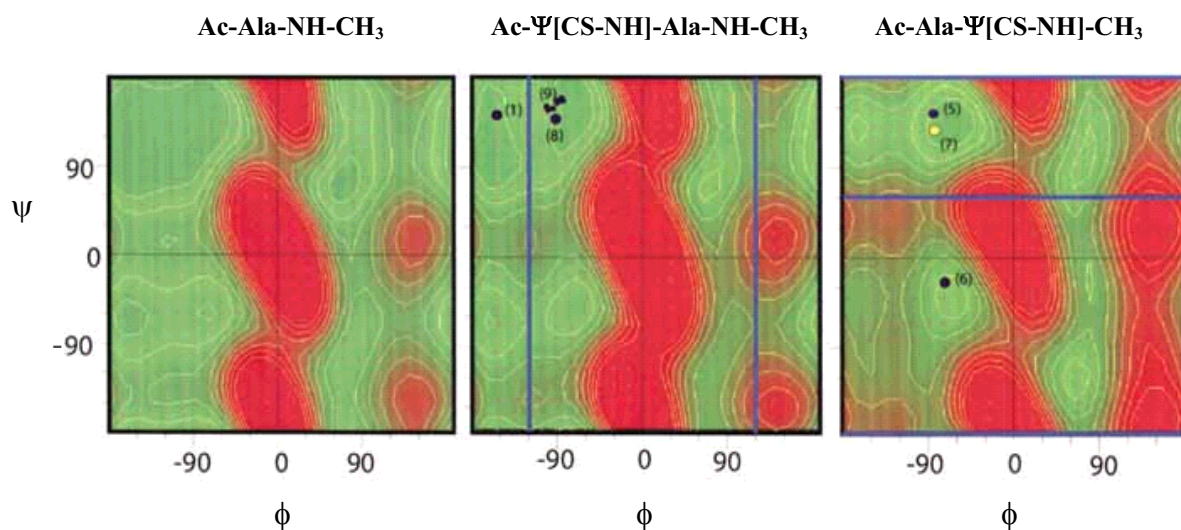 Ac-Ala-NH-CH₃
Ac-Ψ[CS-NH]-Ala-NH-CH₃
Ac-Ala-Ψ[CS-NH]-CH₃
ψ
90
0
-90
(1)
(9)
(8)
(5)
(7)
(6)
-90 0 90
-90 0 90
-90 0 90
ϕ
ϕ
ϕ